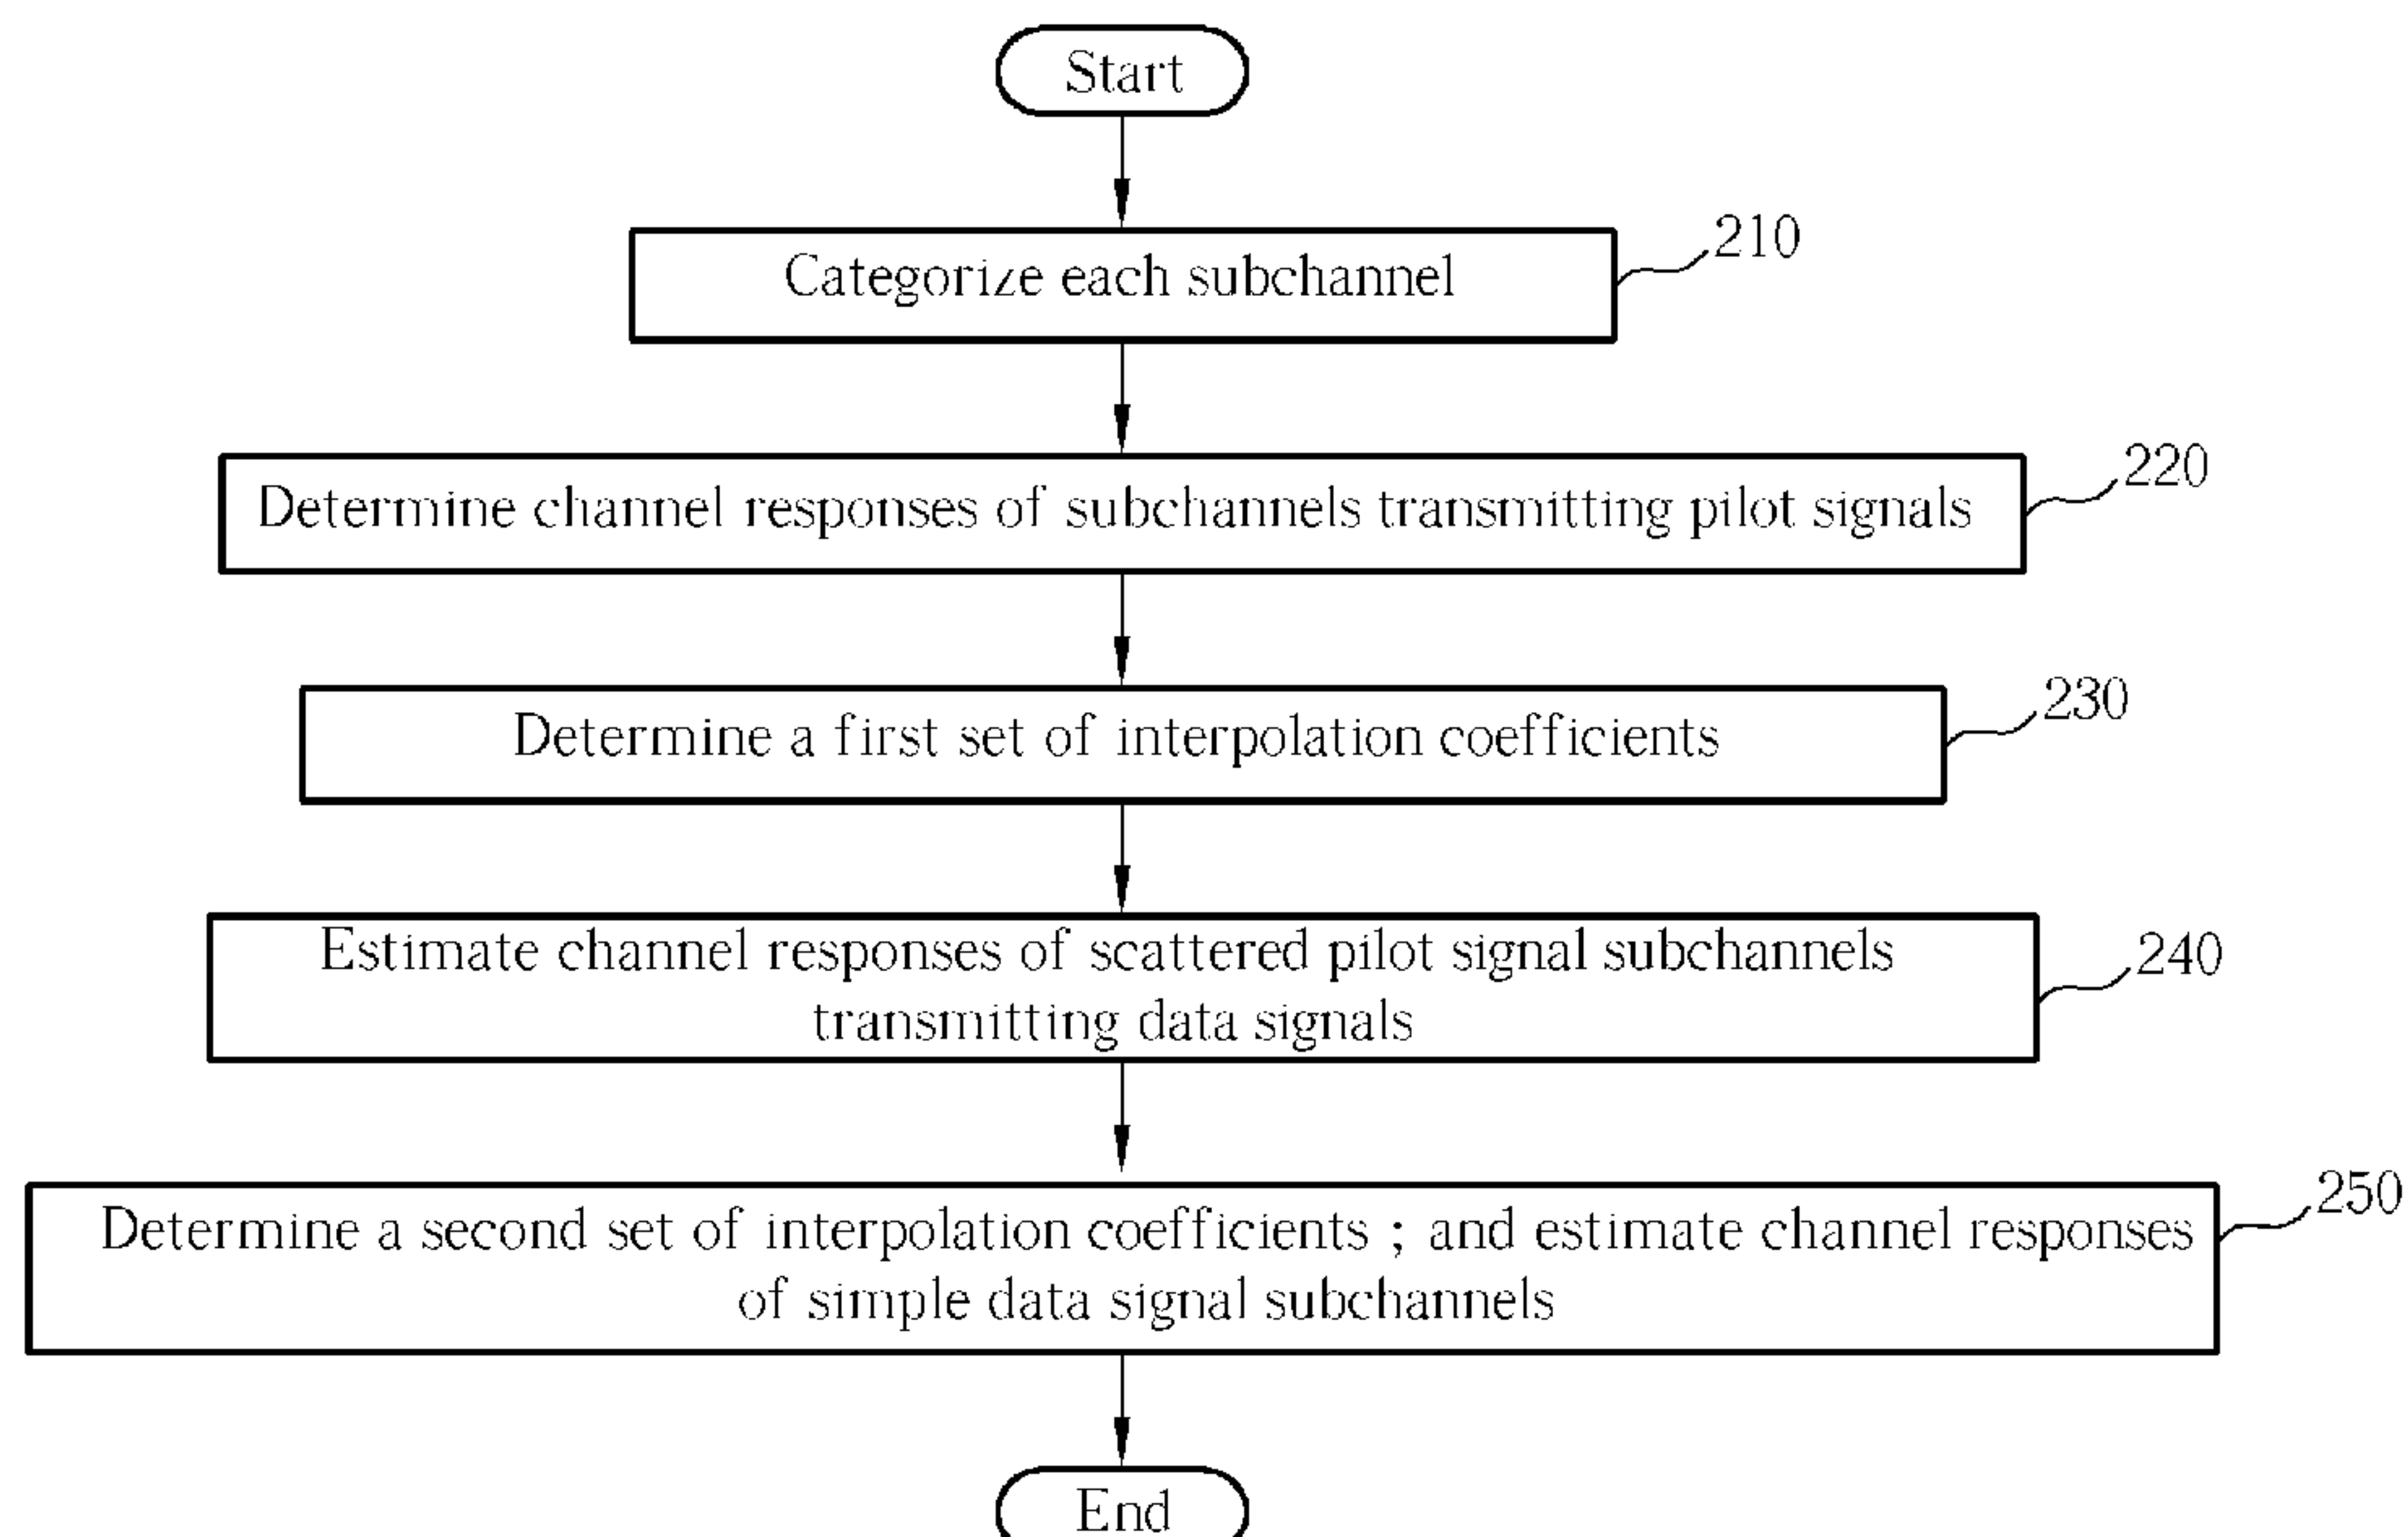 Start
Categorize each subchannel
210
Determine channel responses of subchannels transmitting pilot signals
220
Determine a first set of interpolation coefficients
230
Estimate channel responses of scattered pilot signal subchannels
transmitting data signals
240
Determine a second set of interpolation coefficients ; and estimate channel responses
of simple data signal subchannels
250
End